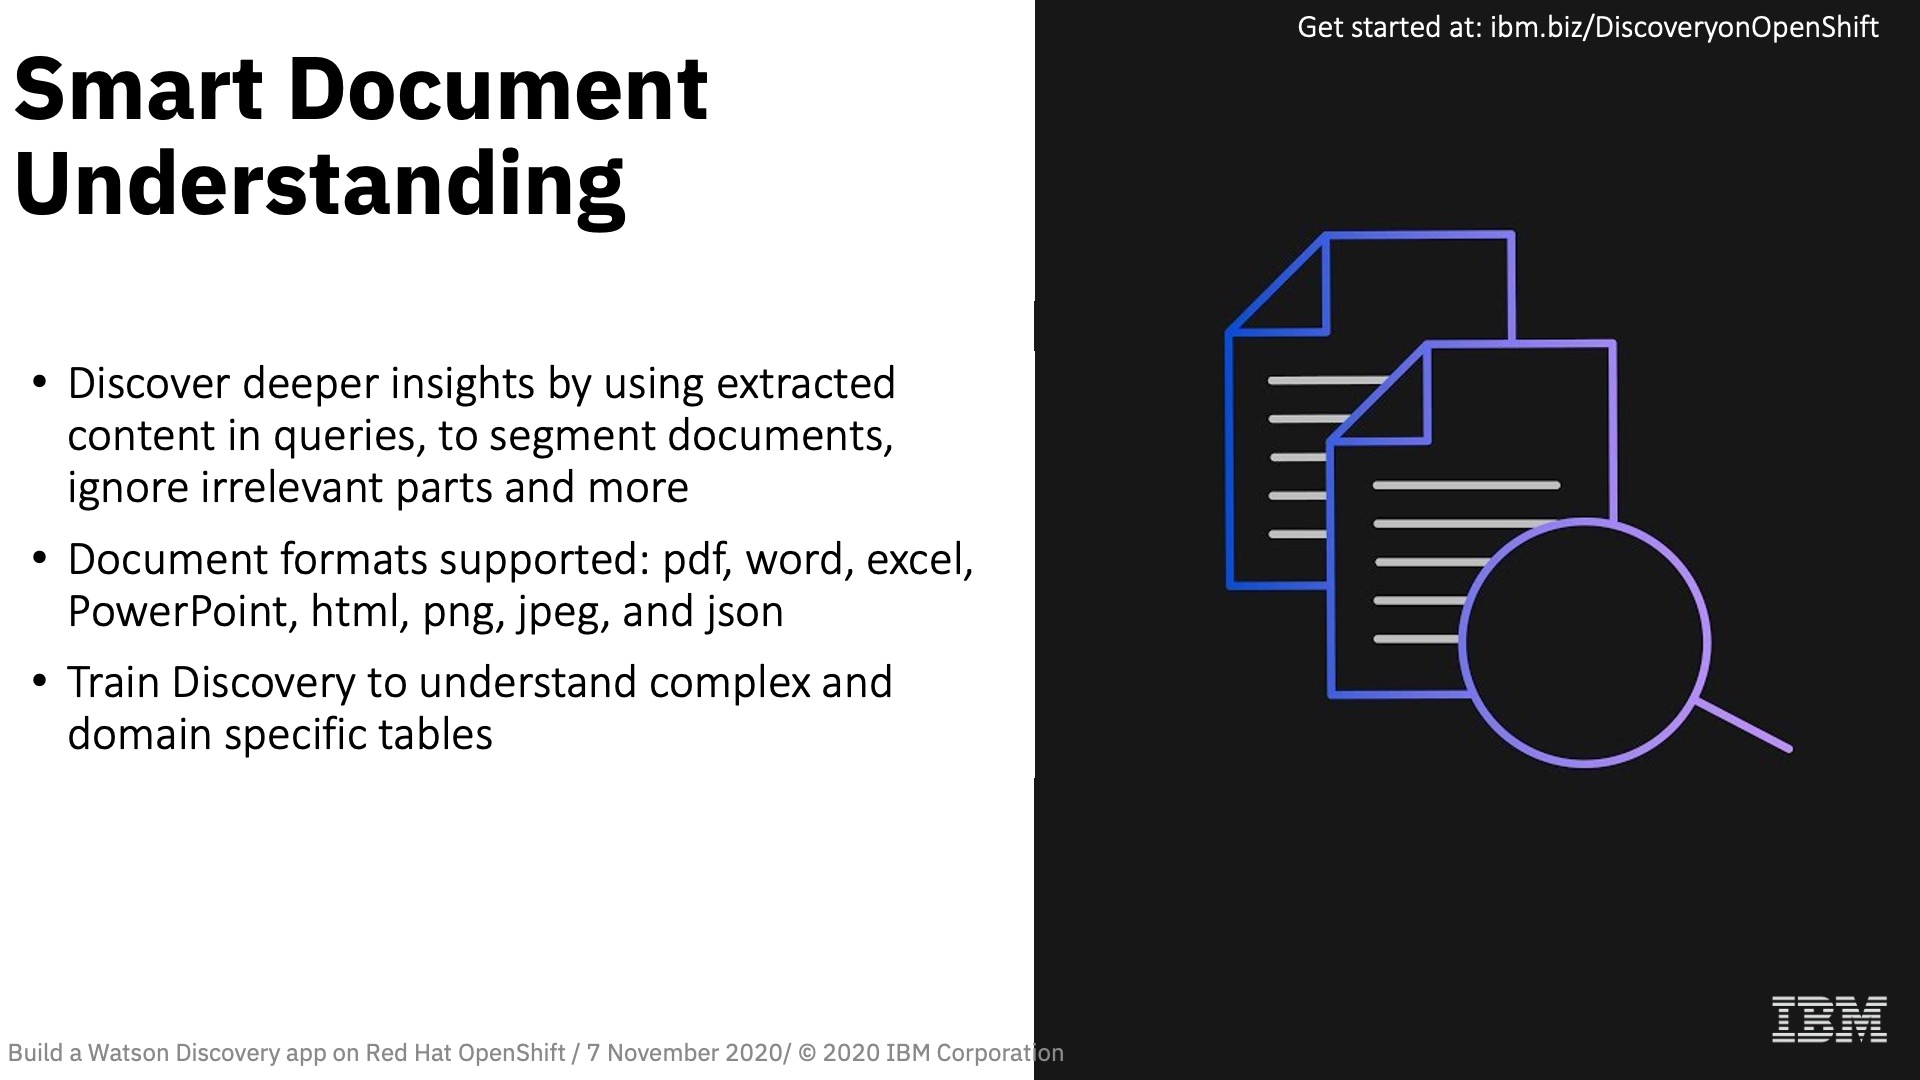 Get started at: ibm.biz/DiscoveryonOpenShift
Smart Document
Understanding
• Discover deeper insights by using extracted
content in queries, to segment documents,
ignore irrelevant parts and more
• Document formats supported: pdf, word, excel,
PowerPoint, html, png, jpeg, and json
• Train Discovery to understand complex and
domain specific tables
IBM
Build a Watson Discovery app on Red Hat OpenShift / 7 November 2020/ © 2020 IBM Corporation